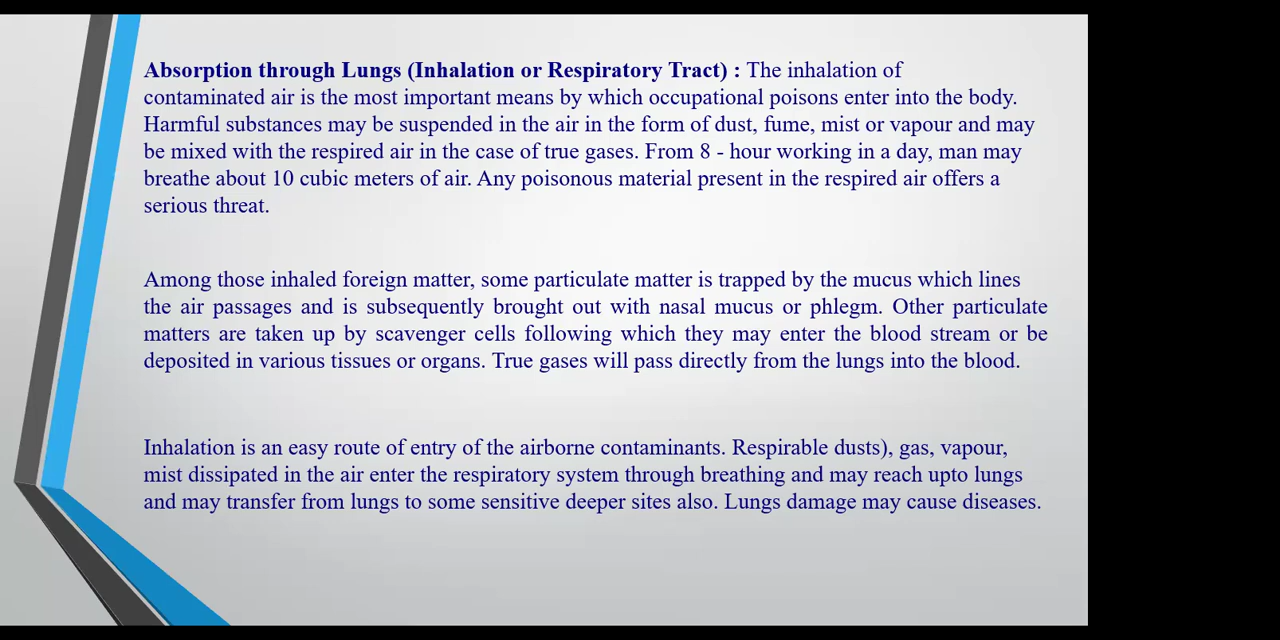 Absorption through Lungs (Inhalation or Respiratory Tract) : The inhalation of
contaminated air is the most important means by which occupational poisons enter into the body.
Harmful substances may be suspended in the air in the form of dust, fume, mist or vapour and may
be mixed with the respired air in the case of true gases. From 8 - hour working in a day, man may
breathe about 10 cubic meters of air. Any poisonous material present in the respired air offers a
serious threat.
Among those inhaled foreign matter, some particulate matter is trapped by the mucus which lines
the air passages and is subsequently brought out with nasal mucus or phlegm. Other particulate
matters are taken up by scavenger cells following which they may enter the blood stream or be
deposited in various tissues or organs. True gases will pass directly from the lungs into the blood.
Inhalation is an easy route of entry of the airborne contaminants. Respirable dusts), gas, vapour,
mist dissipated in the air enter the respiratory system through breathing and may reach upto lungs
and may transfer from lungs to some sensitive deeper sites also. Lungs damage may cause diseases.